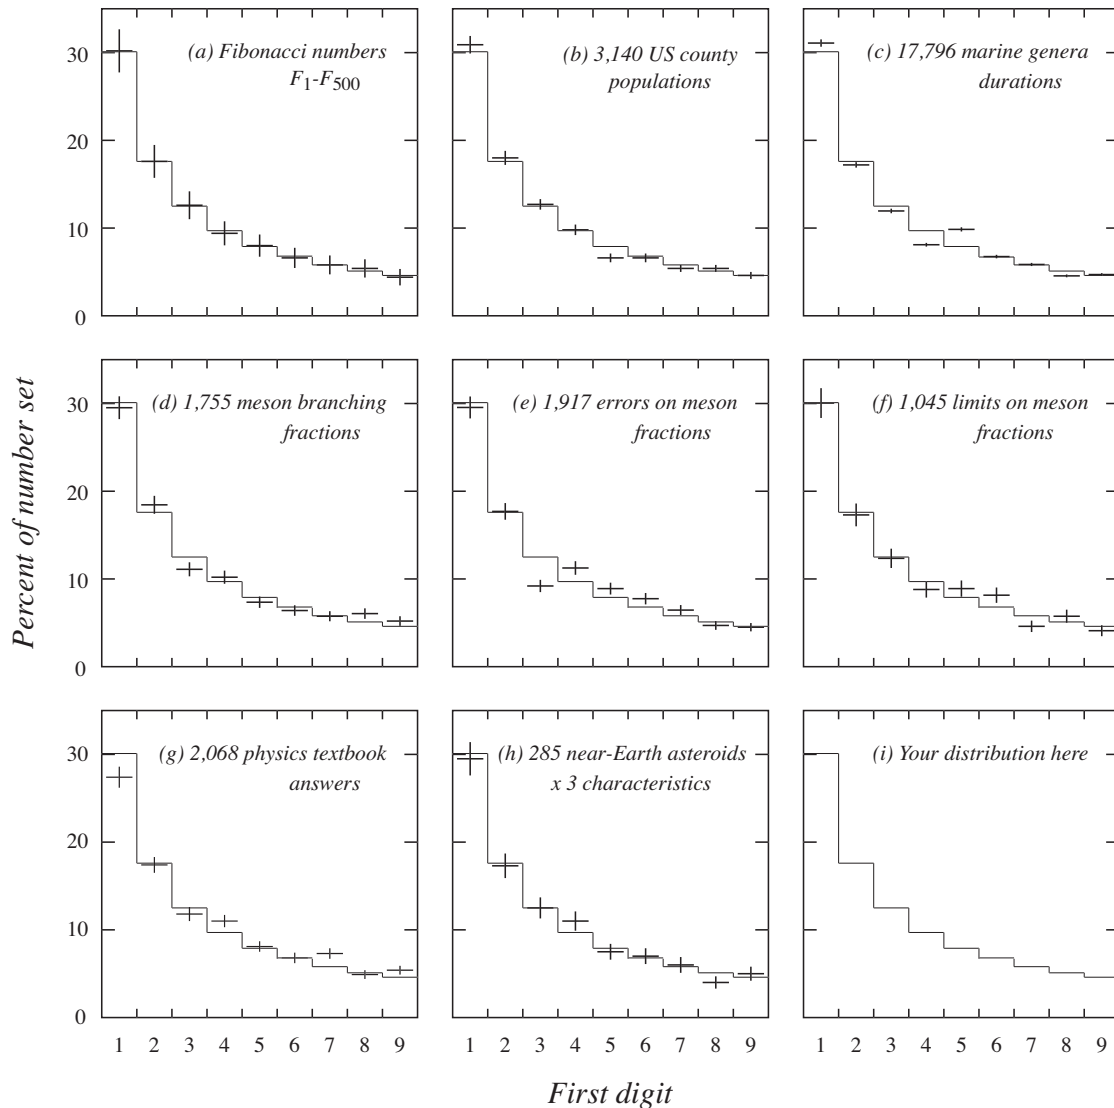 (a) Fibonacci numbers
F1-F500
(b) 3,140 US county
populations
(c) 17,796 marine genera
durations
30
20
10
0
(d) 1,755 meson branching
fractions
(e) 1,917 errors on meson
fractions
(f) 1,045 limits on meson
fractions
30
20
10
0
Percent of number set
(g) 2,068 physics textbook
answers
(h) 285 near-Earth asteroids
x 3 characteristics
(i) Your distribution here
30
20
10
0
1 2 3 4 5 6 7 8 9
1 2 3 4 5 6 7 8 9
1 2 3 4 5 6 7 8 9
First digit